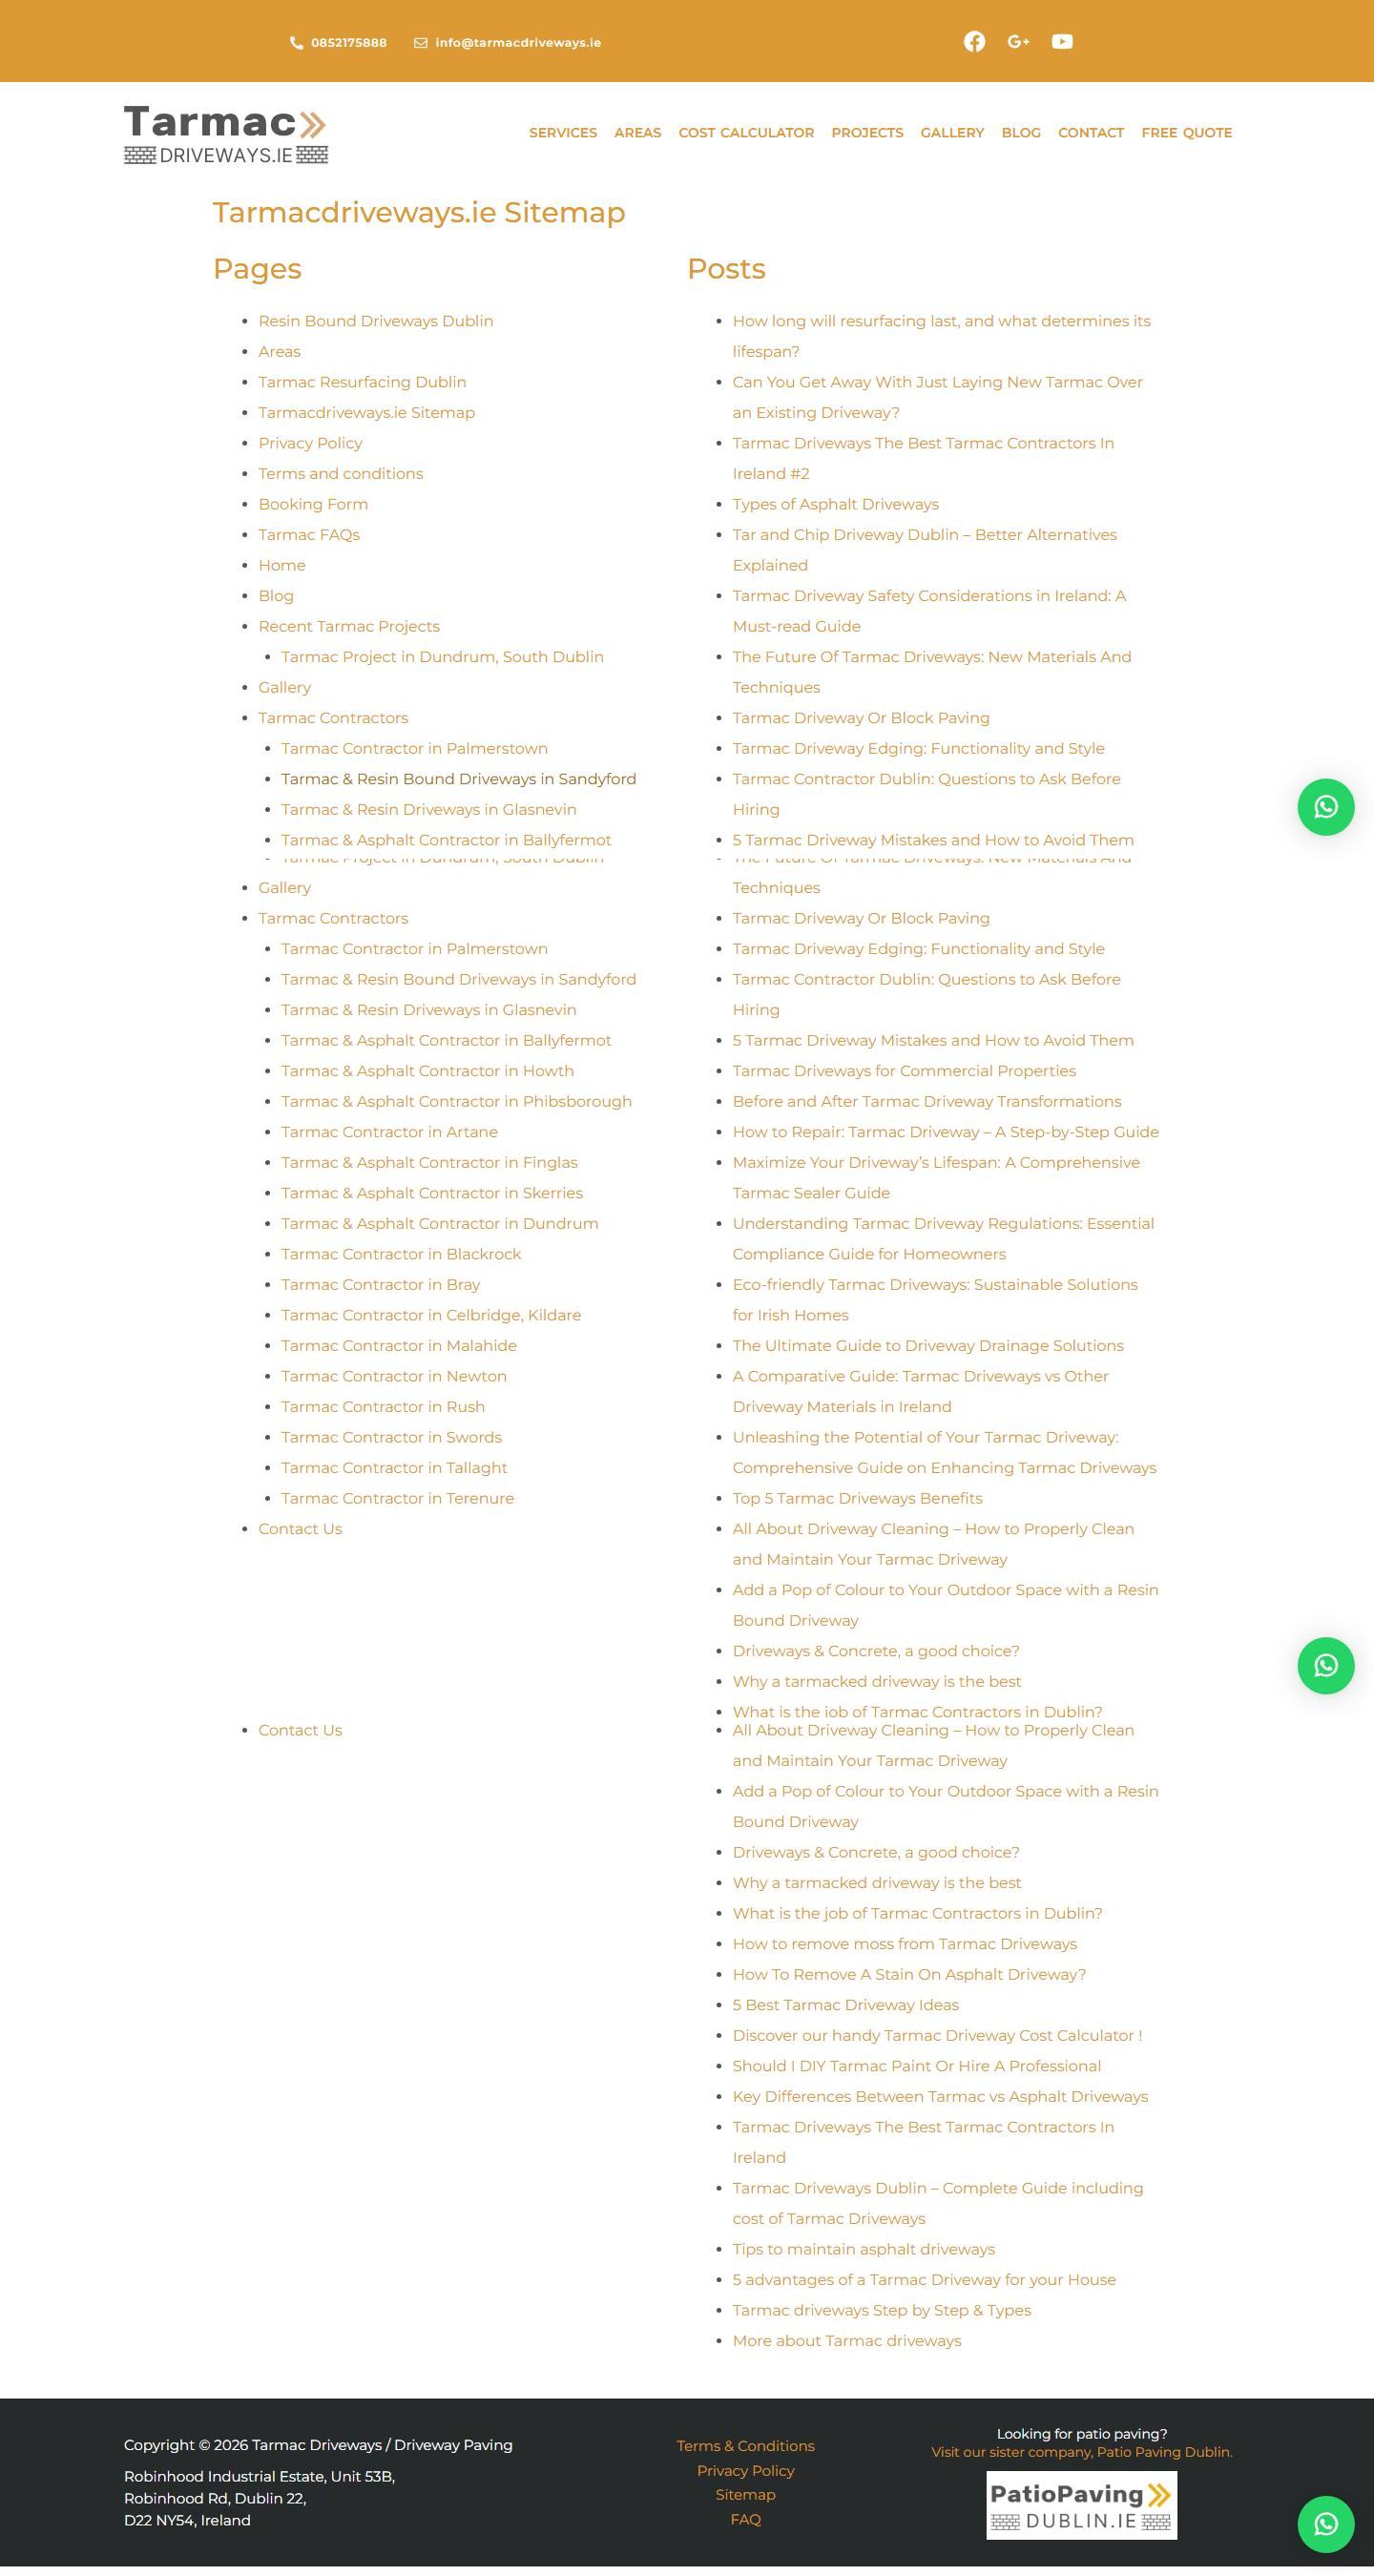 0852175888
info@tarmacdriveways.ie
Tarmac
DRIVEWAYS.IE
SERVICES AREAS COST CALCULATOR PROJECTS GALLERY BLOG CONTACT FREE QUOTE
Tarmacdriveways.ie Sitemap
Pages
Resin Bound Driveways Dublin
Areas
Tarmac Resurfacing Dublin
Tarmacdriveways.ie Sitemap
Privacy Policy
Terms and conditions
Booking Form
Tarmac FAQs
Home
Blog
Recent Tarmac Projects
Tarmac Project in Dundrum, South Dublin
Gallery
Tarmac Contractors
Tarmac Contractor in Palmerstown
Tarmac & Resin Bound Driveways in Sandyford
Tarmac & Resin Driveways in Glasnevin
Tarmac & Asphalt Contractor in Ballyfermot
Tarmac Project in Dundrum, South Dublin
Gallery
Tarmac Contractors
Tarmac Contractor in Palmerstown
Tarmac & Resin Bound Driveways in Sandyford
Tarmac & Resin Driveways in Glasnevin
Tarmac & Asphalt Contractor in Ballyfermot
Tarmac & Asphalt Contractor in Howth
Tarmac & Asphalt Contractor in Phibsborough
Tarmac Contractor in Artane
Tarmac & Asphalt Contractor in Finglas
Tarmac & Asphalt Contractor in Skerries
Tarmac & Asphalt Contractor in Dundrum
Tarmac Contractor in Blackrock
Tarmac Contractor in Bray
Tarmac Contractor in Celbridge, Kildare
Tarmac Contractor in Malahide
Tarmac Contractor in Newton
Tarmac Contractor in Rush
Tarmac Contractor in Swords
Tarmac Contractor in Tallaght
Tarmac Contractor in Terenure
Contact Us
Contact Us
Posts
How long will resurfacing last, and what determines its
lifespan?
Can You Get Away With Just Laying New Tarmac Over
an Existing Driveway?
Tarmac Driveways The Best Tarmac Contractors In
Ireland #2
Types of Asphalt Driveways
Tar and Chip Driveway Dublin – Better Alternatives
Explained
Tarmac Driveway Safety Considerations in Ireland: A
Must-read Guide
The Future Of Tarmac Driveways: New Materials And
Techniques
Tarmac Driveway Or Block Paving
Tarmac Driveway Edging: Functionality and Style
Tarmac Contractor Dublin: Questions to Ask Before
Hiring
5 Tarmac Driveway Mistakes and How to Avoid Them
The Future Of Tarmac Driveways: New Materials And
Techniques
Tarmac Driveway Or Block Paving
Tarmac Driveway Edging: Functionality and Style
Tarmac Contractor Dublin: Questions to Ask Before
Hiring
5 Tarmac Driveway Mistakes and How to Avoid Them
Tarmac Driveways for Commercial Properties
Before and After Tarmac Driveway Transformations
How to Repair: Tarmac Driveway – A Step-by-Step Guide
Maximize Your Driveway’s Lifespan: A Comprehensive
Tarmac Sealer Guide
Understanding Tarmac Driveway Regulations: Essential
Compliance Guide for Homeowners
Eco-friendly Tarmac Driveways: Sustainable Solutions
for Irish Homes
The Ultimate Guide to Driveway Drainage Solutions
A Comparative Guide: Tarmac Driveways vs Other
Driveway Materials in Ireland
Unleashing the Potential of Your Tarmac Driveway:
Comprehensive Guide on Enhancing Tarmac Driveways
Top 5 Tarmac Driveways Benefits
All About Driveway Cleaning – How to Properly Clean
and Maintain Your Tarmac Driveway
Add a Pop of Colour to Your Outdoor Space with a Resin
Bound Driveway
Driveways & Concrete, a good choice?
Why a tarmacked driveway is the best
What is the job of Tarmac Contractors in Dublin?
All About Driveway Cleaning – How to Properly Clean
and Maintain Your Tarmac Driveway
Add a Pop of Colour to Your Outdoor Space with a Resin
Bound Driveway
Driveways & Concrete, a good choice?
Why a tarmacked driveway is the best
What is the job of Tarmac Contractors in Dublin?
How to remove moss from Tarmac Driveways
How To Remove A Stain On Asphalt Driveway?
5 Best Tarmac Driveway Ideas
Discover our handy Tarmac Driveway Cost Calculator !
Should I DIY Tarmac Paint Or Hire A Professional
Key Differences Between Tarmac vs Asphalt Driveways
Tarmac Driveways The Best Tarmac Contractors In
Ireland
Tarmac Driveways Dublin – Complete Guide including
cost of Tarmac Driveways
Tips to maintain asphalt driveways
5 advantages of a Tarmac Driveway for your House
Tarmac driveways Step by Step & Types
More about Tarmac driveways
Copyright © 2026 Tarmac Driveways / Driveway Paving
Robinhood Industrial Estate, Unit 53B,
Robinhood Rd, Dublin 22,
D22 NY54, Ireland
Terms & Conditions
Privacy Policy
Sitemap
FAQ
Looking for patio paving?
Visit our sister company, Patio Paving Dublin.
PatioPaving
DUBLIN.IE